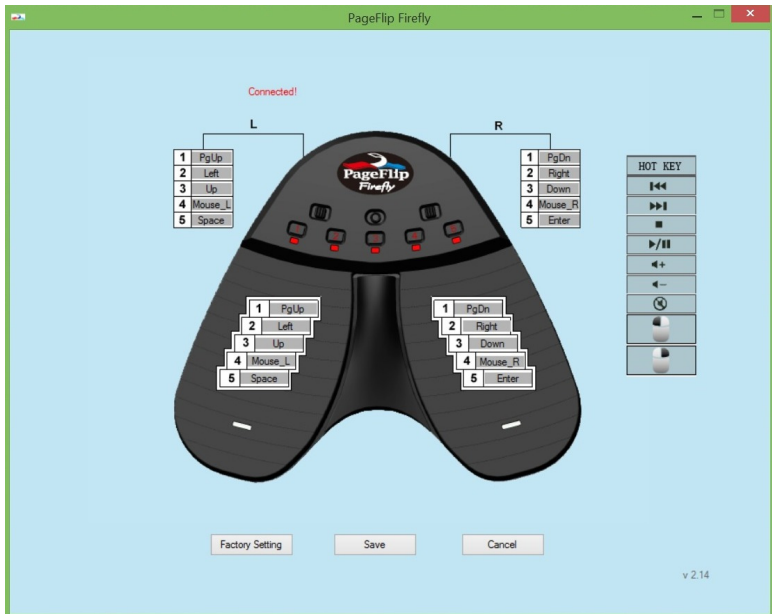 PageFlip Firefly
Connected!
L
R
1 PgUp
2 Left
3 Up
4 Mouse_L
5 Space
1 PgDn
2 Right
3 Down
4 Mouse_R
5 Enter
HOT KEY
PageFlip
Firefly
1 PgUp
2 Left
3 Up
4 Mouse_L
5 Space
1 PgDn
2 Right
3 Down
4 Mouse_R
5 Enter
Factory Setting
Save
Cancel
v 2.14